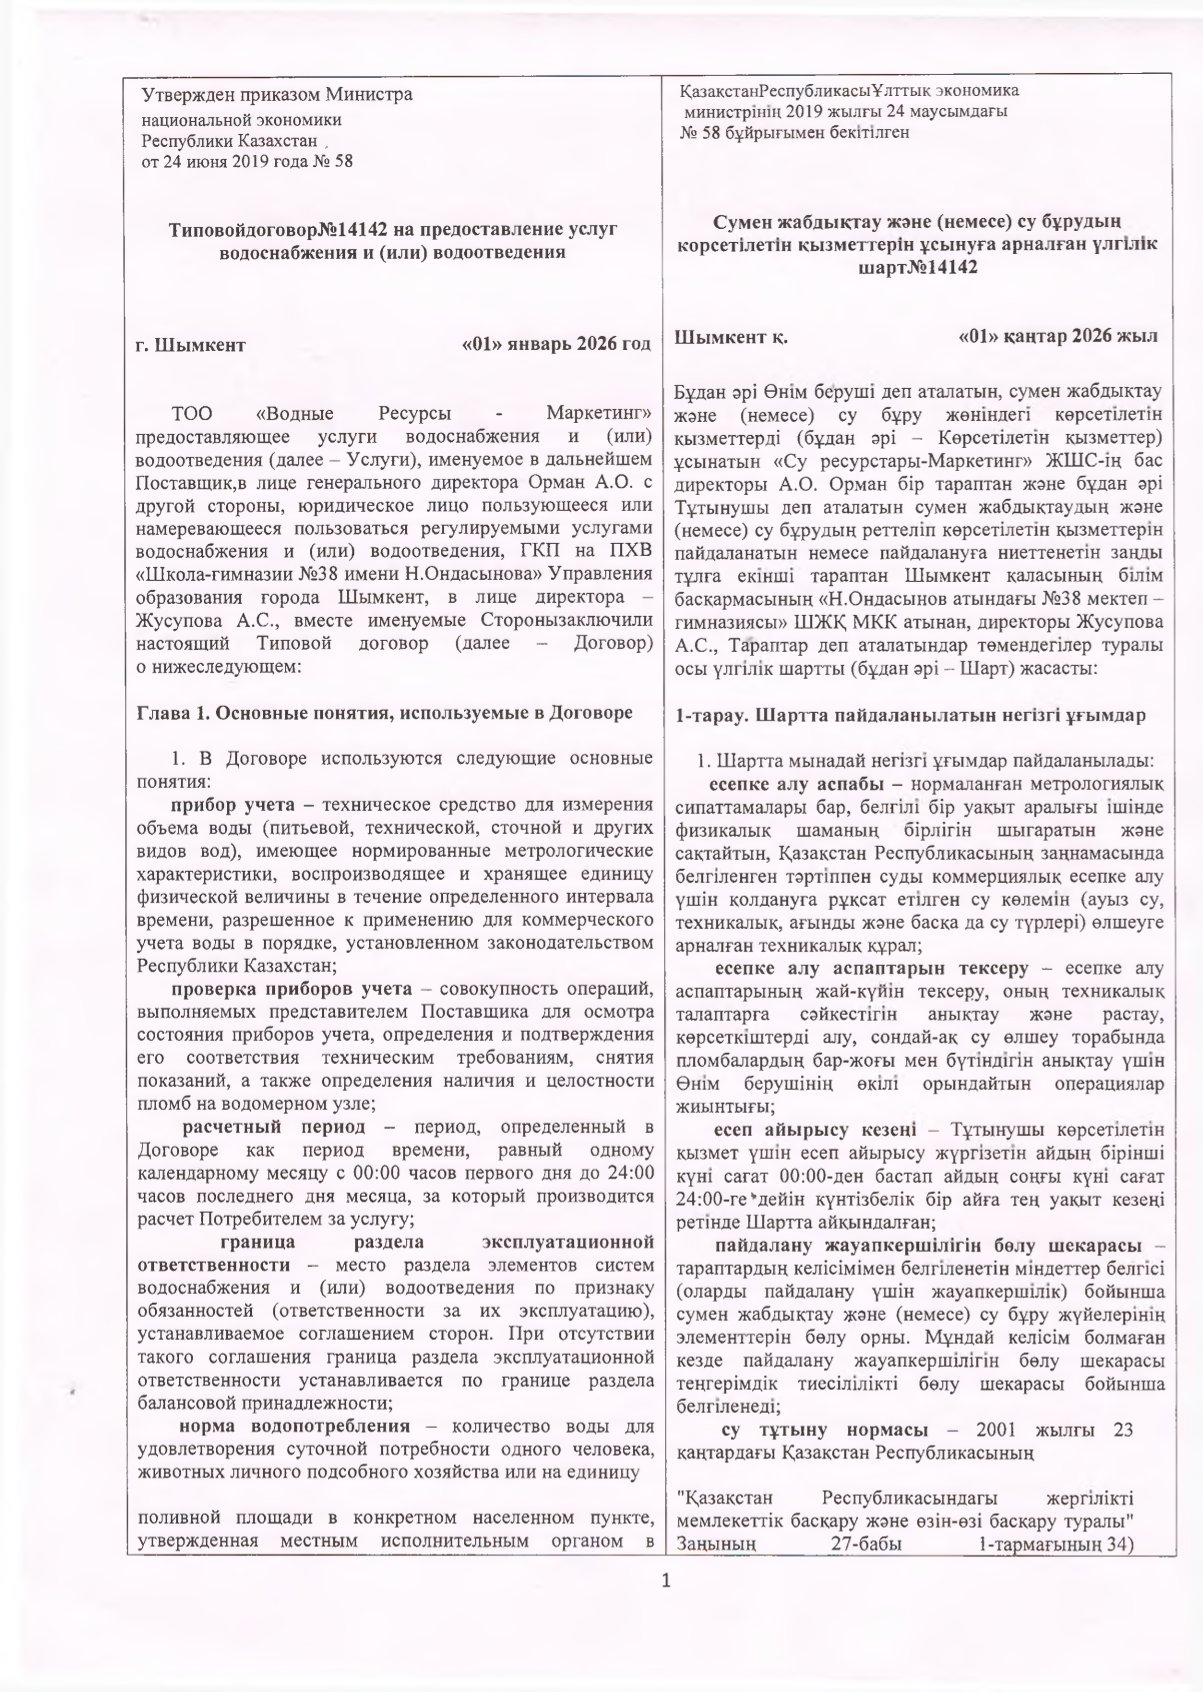 Утвержден приказом Министра
национальной экономики
Республики Казахстан
от 24 июня 2019 года № 58
Типовойдоговор№14142 на предоставление услуг
водоснабжения и (или) водоотведения
г. Шымкент «01» январь 2026 год
ТОО «Водные Ресурсы - Маркетинг»
предоставляющее услуги водоснабжения и (или)
водоотведения (далее – Услуги), именуемое в дальнейшем
Поставщик,в лице генерального директора Орман А.О. с
другой стороны, юридическое лицо пользующееся или
намеревающееся пользоваться регулируемыми услугами
водоснабжения и (или) водоотведения, ГКП на ПХВ
«Школа-гимназии №38 имени Н.Ондасынова» Управления
образования города Шымкент, в лице директора –
Жусупова А.С., вместе именуемые Сторонызаключили
настоящий Типовой договор (далее – Договор)
о нижеследующем:
Глава 1. Основные понятия, используемые в Договоре
1. В Договоре используются следующие основные
понятия:
прибор учета – техническое средство для измерения
объема воды (питьевой, технической, сточной и других
видов вод), имеющее нормированные метрологические
характеристики, воспроизводящее и хранящее единицу
физической величины в течение определенного интервала
времени, разрешенное к применению для коммерческого
учета воды в порядке, установленном законодательством
Республики Казахстан;
проверка приборов учета – совокупность операций,
выполняемых представителем Поставщика для осмотра
состояния приборов учета, определения и подтверждения
его соответствия техническим требованиям, снятия
показаний, а также определения наличия и целостности
пломб на водомерном узле;
расчетный период – период, определенный в
Договоре как период времени, равный одному
календарному месяцу с 00:00 часов первого дня до 24:00
часов последнего дня месяца, за который производится
расчет Потребителем за услугу;
граница раздела эксплуатационной
ответственности – место раздела элементов систем
водоснабжения и (или) водоотведения по признаку
обязанностей (ответственности за их эксплуатацию),
устанавливаемое соглашением сторон. При отсутствии
такого соглашения граница раздела эксплуатационной
ответственности устанавливается по границе раздела
балансовой принадлежности;
норма водопотребления – количество воды для
удовлетворения суточной потребности одного человека,
животных личного подсобного хозяйства или на единицу
поливной площади в конкретном населенном пункте,
утвержденная местным исполнительным органом в
ҚазақстанРеспубликасыҰлттық экономика
министрінің 2019 жылғы 24 маусымдағы
№ 58 бұйрығымен бекітілген
Сумен жабдықтау және (немесе) су бұрудың
көрсетілетін қызметтерін ұсынуға арналған үлгілік
шарт№14142
Шымкент қ. «01» қаңтар 2026 жыл
Бұдан әрі Өнім беруші деп аталатын, сумен жабдықтау
және (немесе) су бұру жөніндегі көрсетілетін
қызметтерді (бұдан әрі – Көрсетілетін қызметтер)
ұсынатын «Су ресурстары-Маркетинг» ЖШС-ің бас
директоры А.О. Орман бір тараптан және бұдан әрі
Тұтынушы деп аталатын сумен жабдықтаудың және
(немесе) су бұрудың реттеліп көрсетілетін қызметтерін
пайдаланатын немесе пайдалануға ниеттенетін заңды
тұлға екінші тараптан Шымкент қаласының білім
басқармасының «Н.Ондасынов атындағы №38 мектеп –
гимназиясы» ШЖҚ МКК атынан, директоры Жусупова
А.С., Тараптар деп аталатындар төмендегілер туралы
осы үлгілік шартты (бұдан әрі – Шарт) жасасты:
1-тарау. Шартта пайдаланылатын негізгі ұғымдар
1. Шартта мынадай негізгі ұғымдар пайдаланылады:
есепке алу аспабы – нормаланған метрологиялық
сипаттамалары бар, белгілі бір уақыт аралығы ішінде
физикалық шаманың бірлігін шығаратын және
сақтайтын, Қазақстан Республикасының заңнамасында
белгіленген тәртіппен суды коммерциялық есепке алу
үшін қолдануға рұқсат етілген су көлемін (ауыз су,
техникалық, ағынды және басқа да су түрлері) өлшеуге
арналған техникалық құрал;
есепке алу аспаптарын тексеру – есепке алу
аспаптарының жай-күйін тексеру, оның техникалық
талаптарға сәйкестігін анықтау және растау,
көрсеткіштерді алу, сондай-ақ су өлшеу торабында
пломбалардың бар-жоғы мен бүтіндігін анықтау үшін
Өнім берушінің өкілі орындайтын операциялар
жиынтығы;
есеп айырысу кезеңі – Тұтынушы көрсетілетін
қызмет үшін есеп айырысу жүргізетін айдың бірінші
күні сағат 00:00-ден бастап айдың соңғы күні сағат
24:00-ге дейін күнтізбелік бір айға тең уақыт кезеңі
ретінде Шартта айқындалған;
пайдалану жауапкершілігін бөлу шекарасы –
тараптардың келісімімен белгіленетін міндеттер белгісі
(оларды пайдалану үшін жауапкершілік) бойынша
сумен жабдықтау және (немесе) су бұру жүйелерінің
элементтерін бөлу орны. Мұндай келісім болмаған
кезде пайдалану жауапкершілігін бөлу шекарасы
теңгерімдік тиесілілікті бөлу шекарасы бойынша
белгіленеді;
су тұтыну нормасы – 2001 жылғы 23
қаңтардағы Қазақстан Республикасының
"Қазақстан Республикасындағы жергілікті
мемлекеттік басқару және өзін-өзі басқару туралы"
Заңының 27-бабы 1-тармағының 34)
1